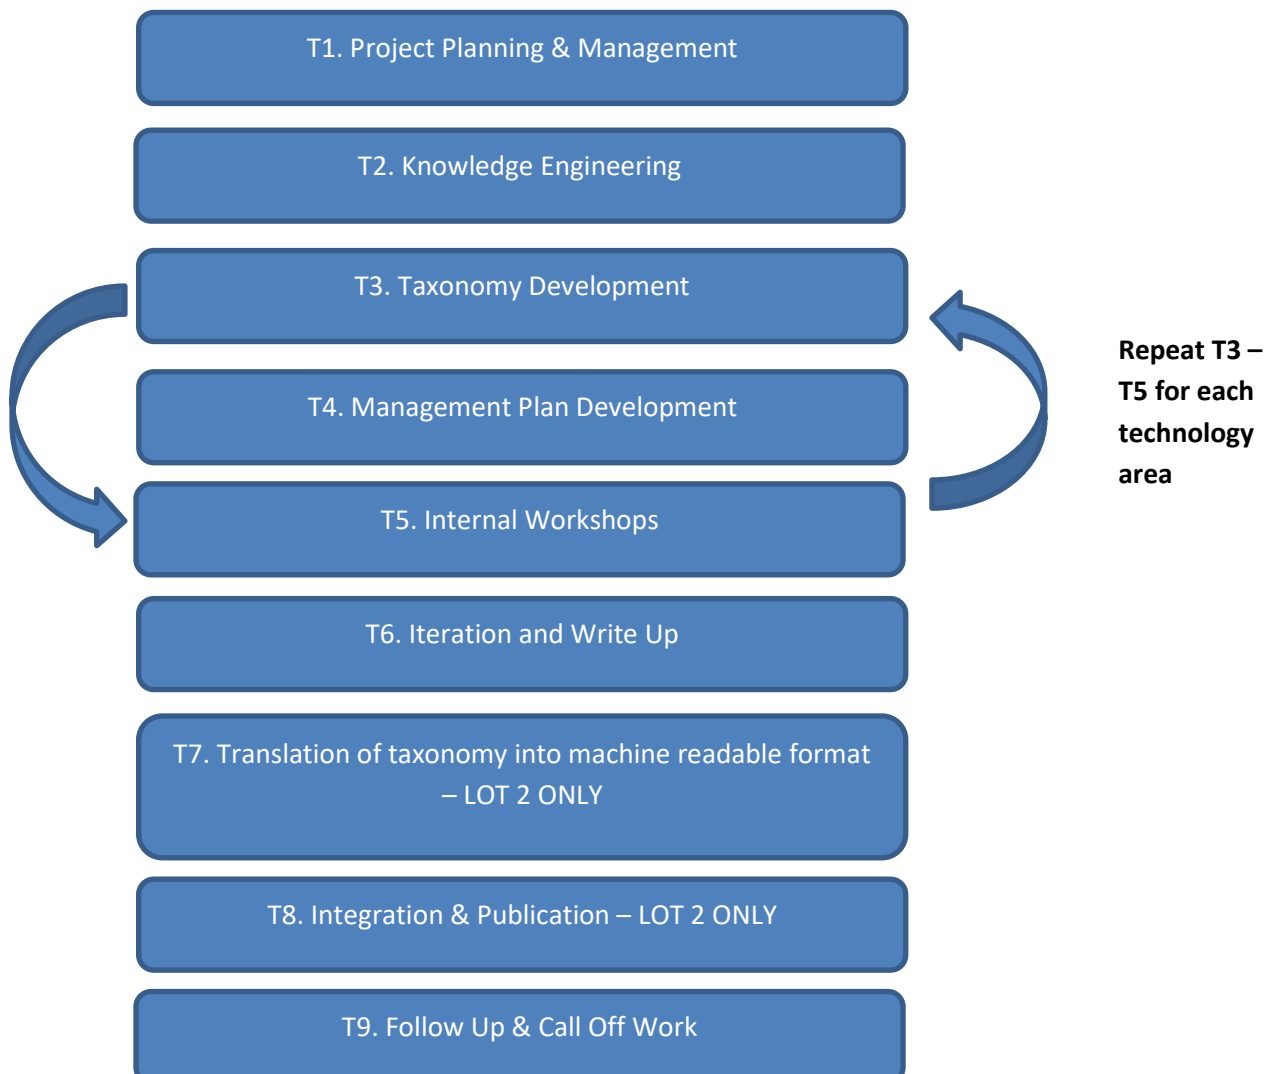 T1. Project Planning & Management
T2. Knowledge Engineering
T3. Taxonomy Development
Repeat T3 –
T5 for each
technology
area
T4. Management Plan Development
T5. Internal Workshops
T6. Iteration and Write Up
T7. Translation of taxonomy into machine readable format
– LOT 2 ONLY
T8. Integration & Publication – LOT 2 ONLY
T9. Follow Up & Call Off Work